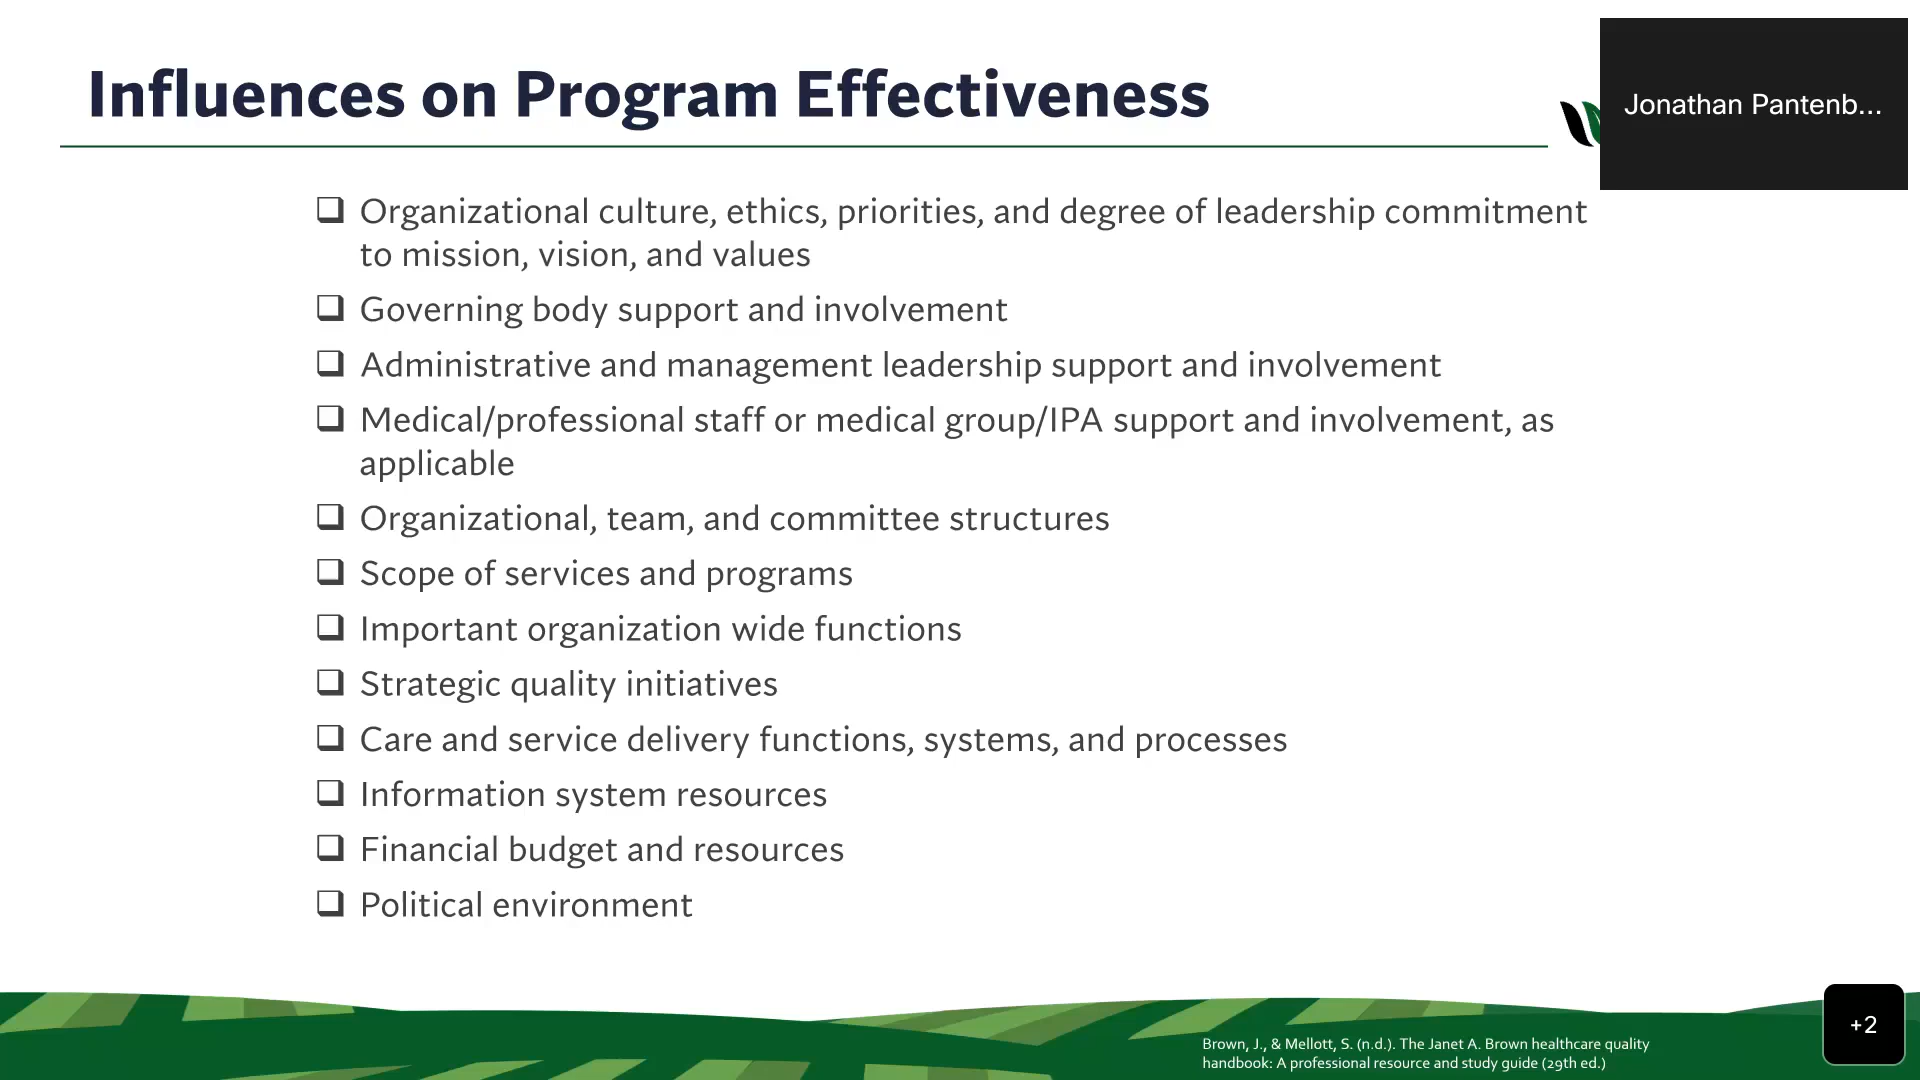 Influences on Program Effectiveness
Jonathan Pantenb...
Organizational culture, ethics, priorities, and degree of leadership commitment
to mission, vision, and values
Governing body support and involvement
Administrative and management leadership support and involvement
Medical/professional staff or medical group/IPA support and involvement, as
applicable
Organizational, team, and committee structures
Scope of services and programs
Important organization wide functions
Strategic quality initiatives
Care and service delivery functions, systems, and processes
Information system resources
Financial budget and resources
Political environment
+2
Brown, J., & Mellott, S. (n.d.). The Janet A. Brown healthcare quality
handbook: A professional resource and study guide (29th ed.)